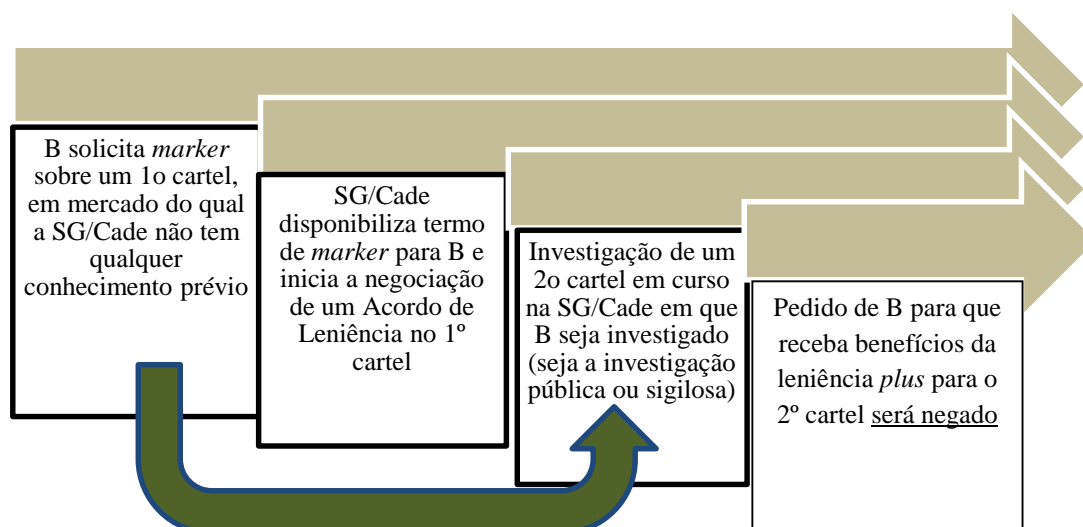 B solicita marker
sobre um 1o cartel,
em mercado do qual
a SG/Cade não tem
qualquer
conhecimento prévio
SG/Cade
disponibiliza termo
de marker para B e
inicia a negociação
de um Acordo de
Leniência no 1º
cartel
Investigação de um
2o cartel em curso
na SG/Cade em que
B seja investigado
(seja a investigação
pública ou sigilosa)
Pedido de B para que
receba benefícios da
leniência plus para o
2º cartel será negado